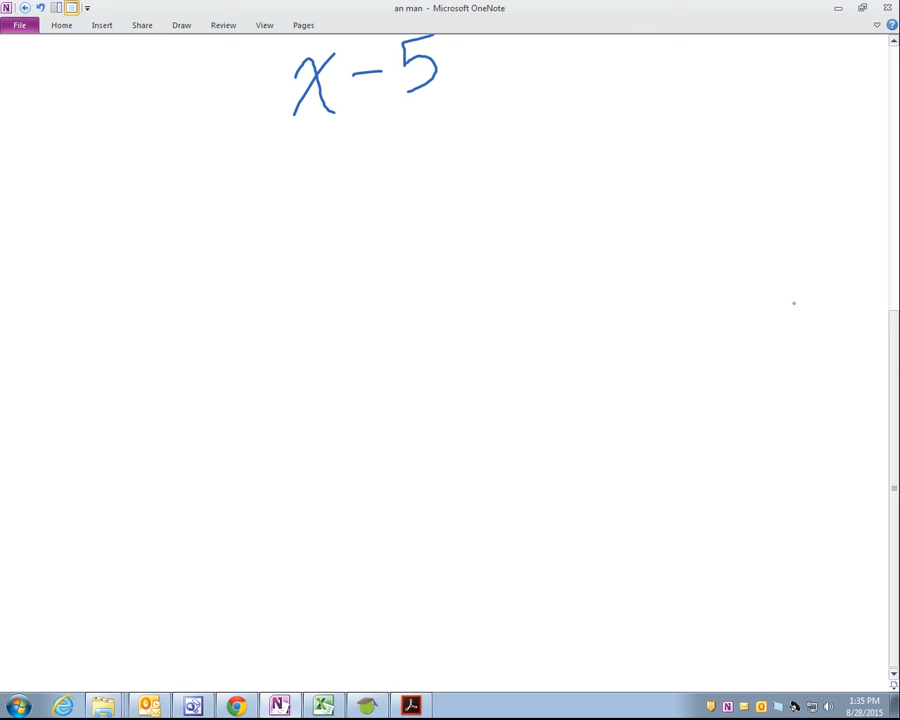 an man - Microsoft OneNote
File Home Insert Share Draw Review View Pages
x - 5
1:35 PM
8/28/2015